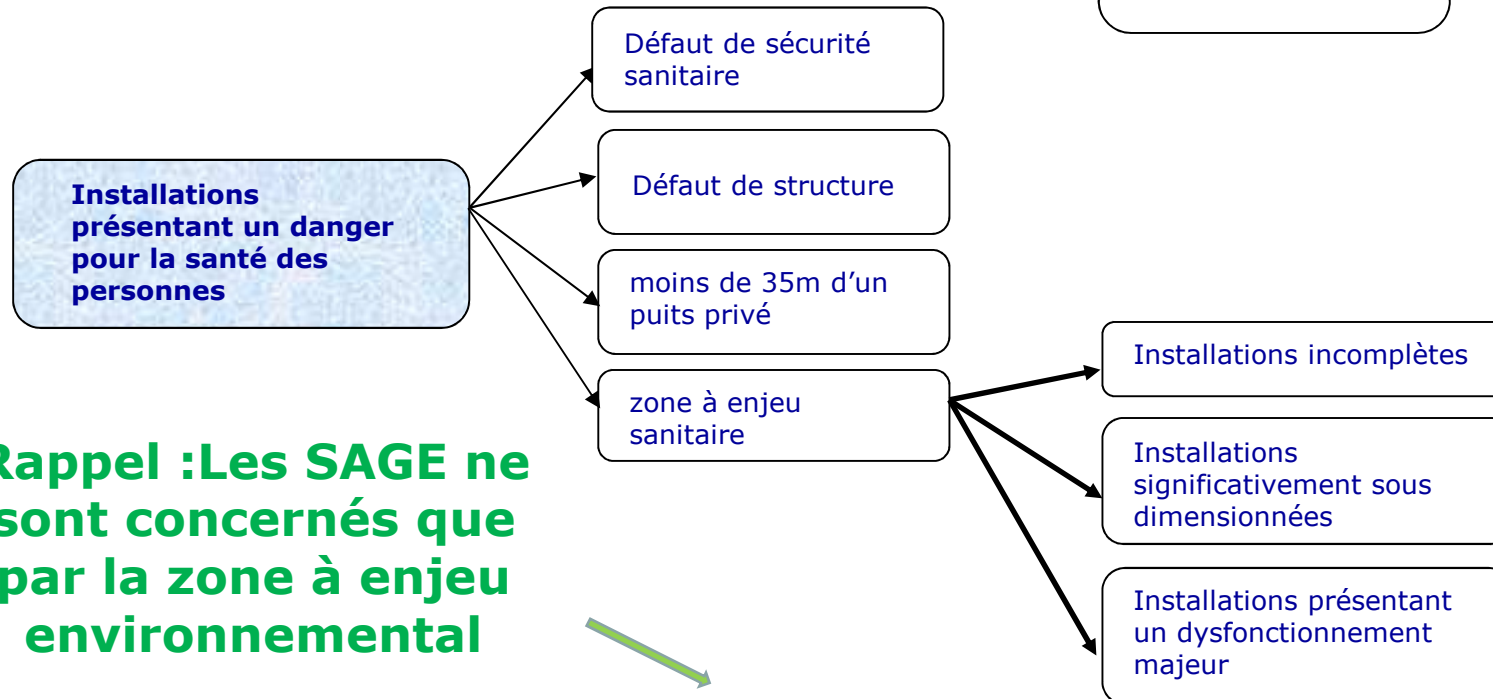 Défaut de sécurité
sanitaire
Installations
présentant un danger
pour la santé des
personnes
Défaut de structure
moins de 35m d’un
puits privé
zone à enjeu
sanitaire
Installations incomplètes
Installations
significativement sous
dimensionnées
Installations présentant
un dysfonctionnement
majeur
Rappel :Les SAGE ne
sont concernés que
par la zone à enjeu
environnemental